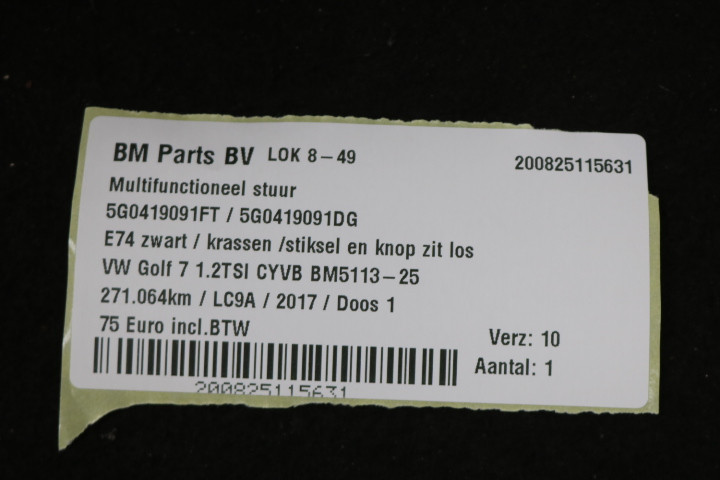 BM Parts BV LOK 8-49 200825115631
Multifunctioneel stuur
5G0419091FT / 5G0419091DG
E74 zwart / krassen /stiksel en knop zit los
VW Golf 7 1.2TSI CYVB BM5113-25
271.064km / LC9A / 2017 / Doos 1
75 Euro incl.BTW Verz: 10
Aantal: 1
200825115631